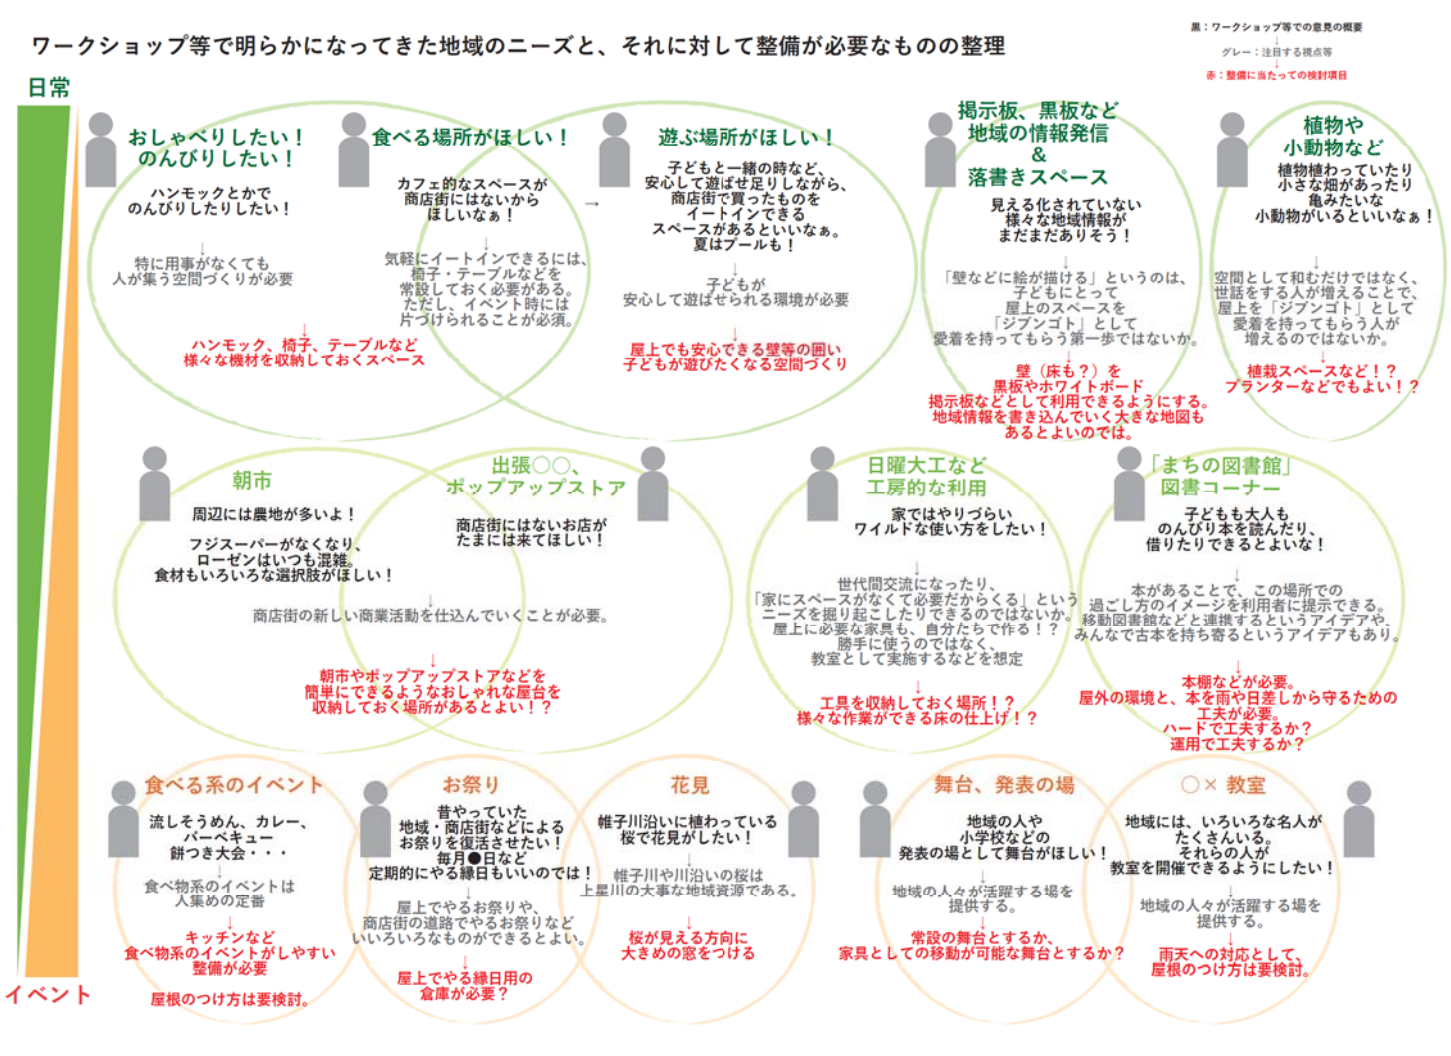 ワークショップ等で明らかになってきた地域のニーズと、それに対して整備が必要なものの整理
黒：ワークショップ等での意見の概要
↓
グレー：注目する視点等
↓
赤：整備に当たっての検討項目
日常
おしゃべりしたい！
のんびりしたい！
ハンモックとかで
のんびりしたりしたい！
↓
特に用事がなくても
人が集う空間づくりが必要
食べる場所がほしい！
カフェ的なスペースが
商店街にはないから
ほしいなぁ！
↓
気軽にイートインできるには、
椅子・テーブルなどを
常設しておく必要がある。
ただし、イベント時には
片づけられることが必須。
↓
ハンモック、椅子、テーブルなど
様々な機材を収納しておくスペース
→
遊ぶ場所がほしい！
子どもと一緒の時など、
安心して遊ばせ足りしながら、
商店街で買ったものを
イートインできる
スペースがあるといいなぁ。
夏はプールも！
↓
子どもが
安心して遊ばせられる環境が必要
↓
屋上でも安心できる壁等の囲い
子どもが遊びたくなる空間づくり
掲示板、黒板など
地域の情報発信
&
落書きスペース
見える化されていない
様々な地域情報が
まだまだありそう！
↓
「壁などに絵が描ける」というのは、
子どもにとって
屋上のスペースを
「ジブンゴト」として
愛着を持ってもらう第一歩ではないか。
↓
壁（床も？）を
黒板やホワイトボード
掲示板などとして利用できるようにする。
地域情報を書き込んでいく大きな地図も
あるとよいのでは。
植物や
小動物など
植物植わっていたり
小さな畑があったり
亀みたいな
小動物がいるといいなぁ！
↓
空間として和むだけではなく、
世話をする人が増えることで、
屋上を「ジブンゴト」として
愛着を持ってもらう人が
増えるのではないか。
↓
植栽スペースなど！？
プランターなどでもよい！？
朝市
周辺には農地が多いよ！
フジスーパーがなくなり、
ローゼンはいつも混雑。
食材もいろいろな選択肢がほしい！
出張〇〇、
ポップアップストア
商店街にはないお店が
たまには来てほしい！
↓
商店街の新しい商業活動を仕込んでいくことが必要。
↓
朝市やポップアップストアなどを
簡単にできるようなおしゃれな屋台を
収納しておく場所があるとよい！？
日曜大工など
工房的な利用
家ではやりづらい
ワイルドな使い方をしたい！
↓
世代間交流になったり、
「家にスペースがなくて必要だからくる」という
ニーズを掘り起こしたりできるのではないか。
屋上に必要な家具も、自分たちで作る！？
勝手に使うのではなく、
教室として実施するなどを想定
↓
工具を収納しておく場所！？
様々な作業ができる床の仕上げ！？
「まちの図書館」
図書コーナー
子どもも大人も
のんびり本を読んだり、
借りたりできるとよいな！
↓
本があることで、この場所での
過ごし方のイメージを利用者に提示できる。
移動図書館などと連携するというアイデアや、
みんなで古本を持ち寄るというアイデアもあり。
↓
本棚などが必要。
屋外の環境と、本を雨や日差しから守るための
工夫が必要。
ハードで工夫するか？
運用で工夫するか？
食べる系のイベント
流しそうめん、カレー、
バーベキュー
餅つき大会・・・
↓
食べ物系のイベントは
人集めの定番
↓
キッチンなど
食べ物系のイベントがしやすい
整備が必要
屋根のつけ方は要検討。
お祭り
昔やっていた
地域・商店街などによる
お祭りを復活させたい！
毎月●日など
定期的にやる縁日もいいのでは！
↓
屋上でやるお祭りや、
商店街の道路でやるお祭りなど
いいろいろなものができるとよい。
↓
屋上でやる縁日用の
倉庫が必要？
花見
帷子川沿いに植わっている
桜で花見がしたい！
↓
帷子川や川沿いの桜は
上星川の大事な地域資源である。
↓
桜が見える方向に
大きめの窓をつける
舞台、発表の場
地域の人や
小学校などの
発表の場として舞台がほしい！
↓
地域の人々が活躍する場を
提供する。
↓
常設の舞台とするか、
家具としての移動が可能な舞台とするか？
〇× 教室
地域には、いろいろな名人が
たくさんいる。
それらの人が
教室を開催できるようにしたい！
↓
地域の人々が活躍する場を
提供する。
↓
雨天への対応として、
屋根のつけ方は要検討。
イベント